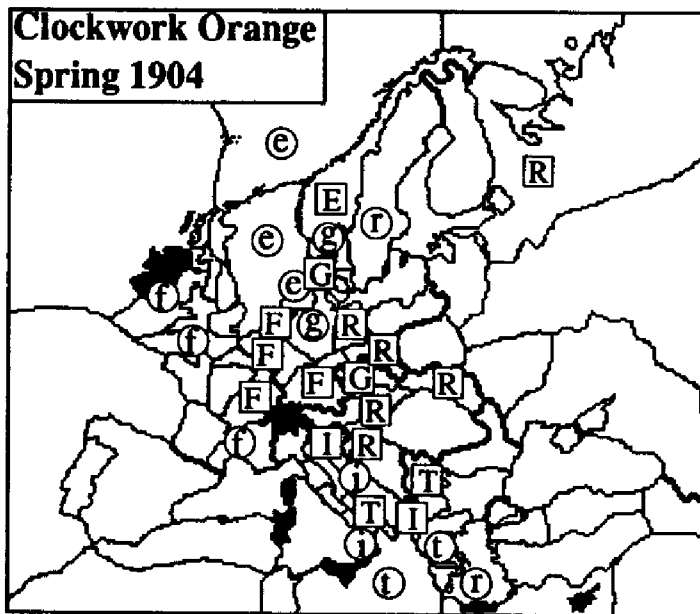 Clockwork Orange
Spring 1904
e
R
E
e g r
G
f e
F g R
f F R
F F G R
R
f I R
i T
T I
i t
t r